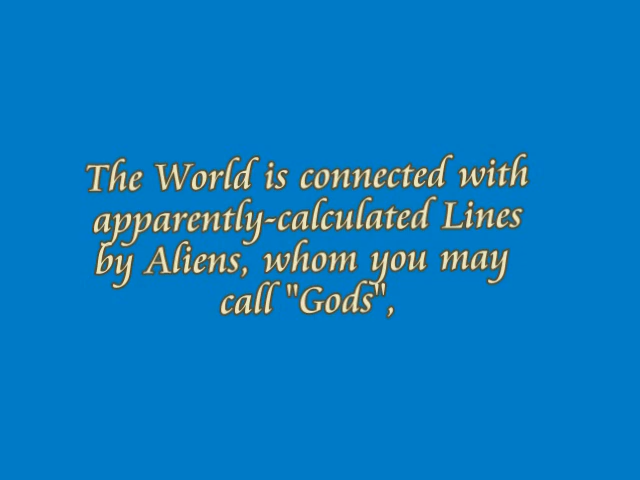 The World is connected with
apparently-calculated Lines
by Aliens, whom you may
call "Gods",